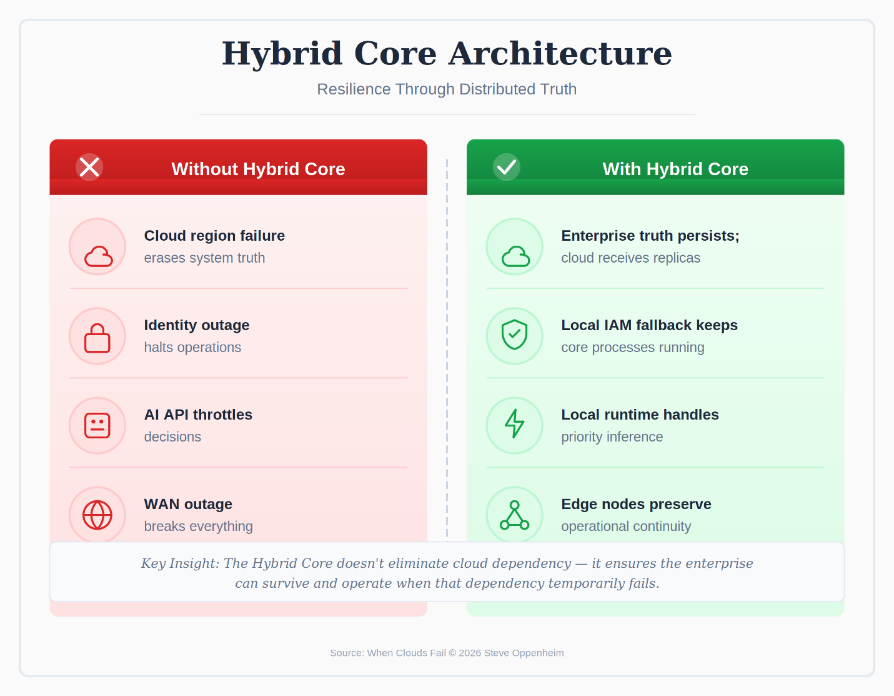 Hybrid Core Architecture
Resilience Through Distributed Truth
Without Hybrid Core
Cloud region failure
erases system truth
Identity outage
halts operations
AI API throttles
decisions
WAN outage
breaks everything
With Hybrid Core
Enterprise truth persists;
cloud receives replicas
Local IAM fallback keeps
core processes running
Local runtime handles
priority inference
Edge nodes preserve
operational continuity
Key Insight: The Hybrid Core doesn't eliminate cloud dependency — it ensures the enterprise
can survive and operate when that dependency temporarily fails.
Source: When Clouds Fail © 2026 Steve Oppenheim